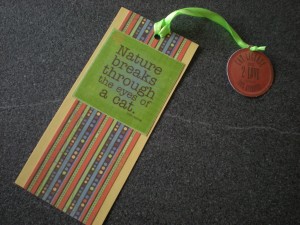 Nature
breaks
through
the eyes of
a cat.